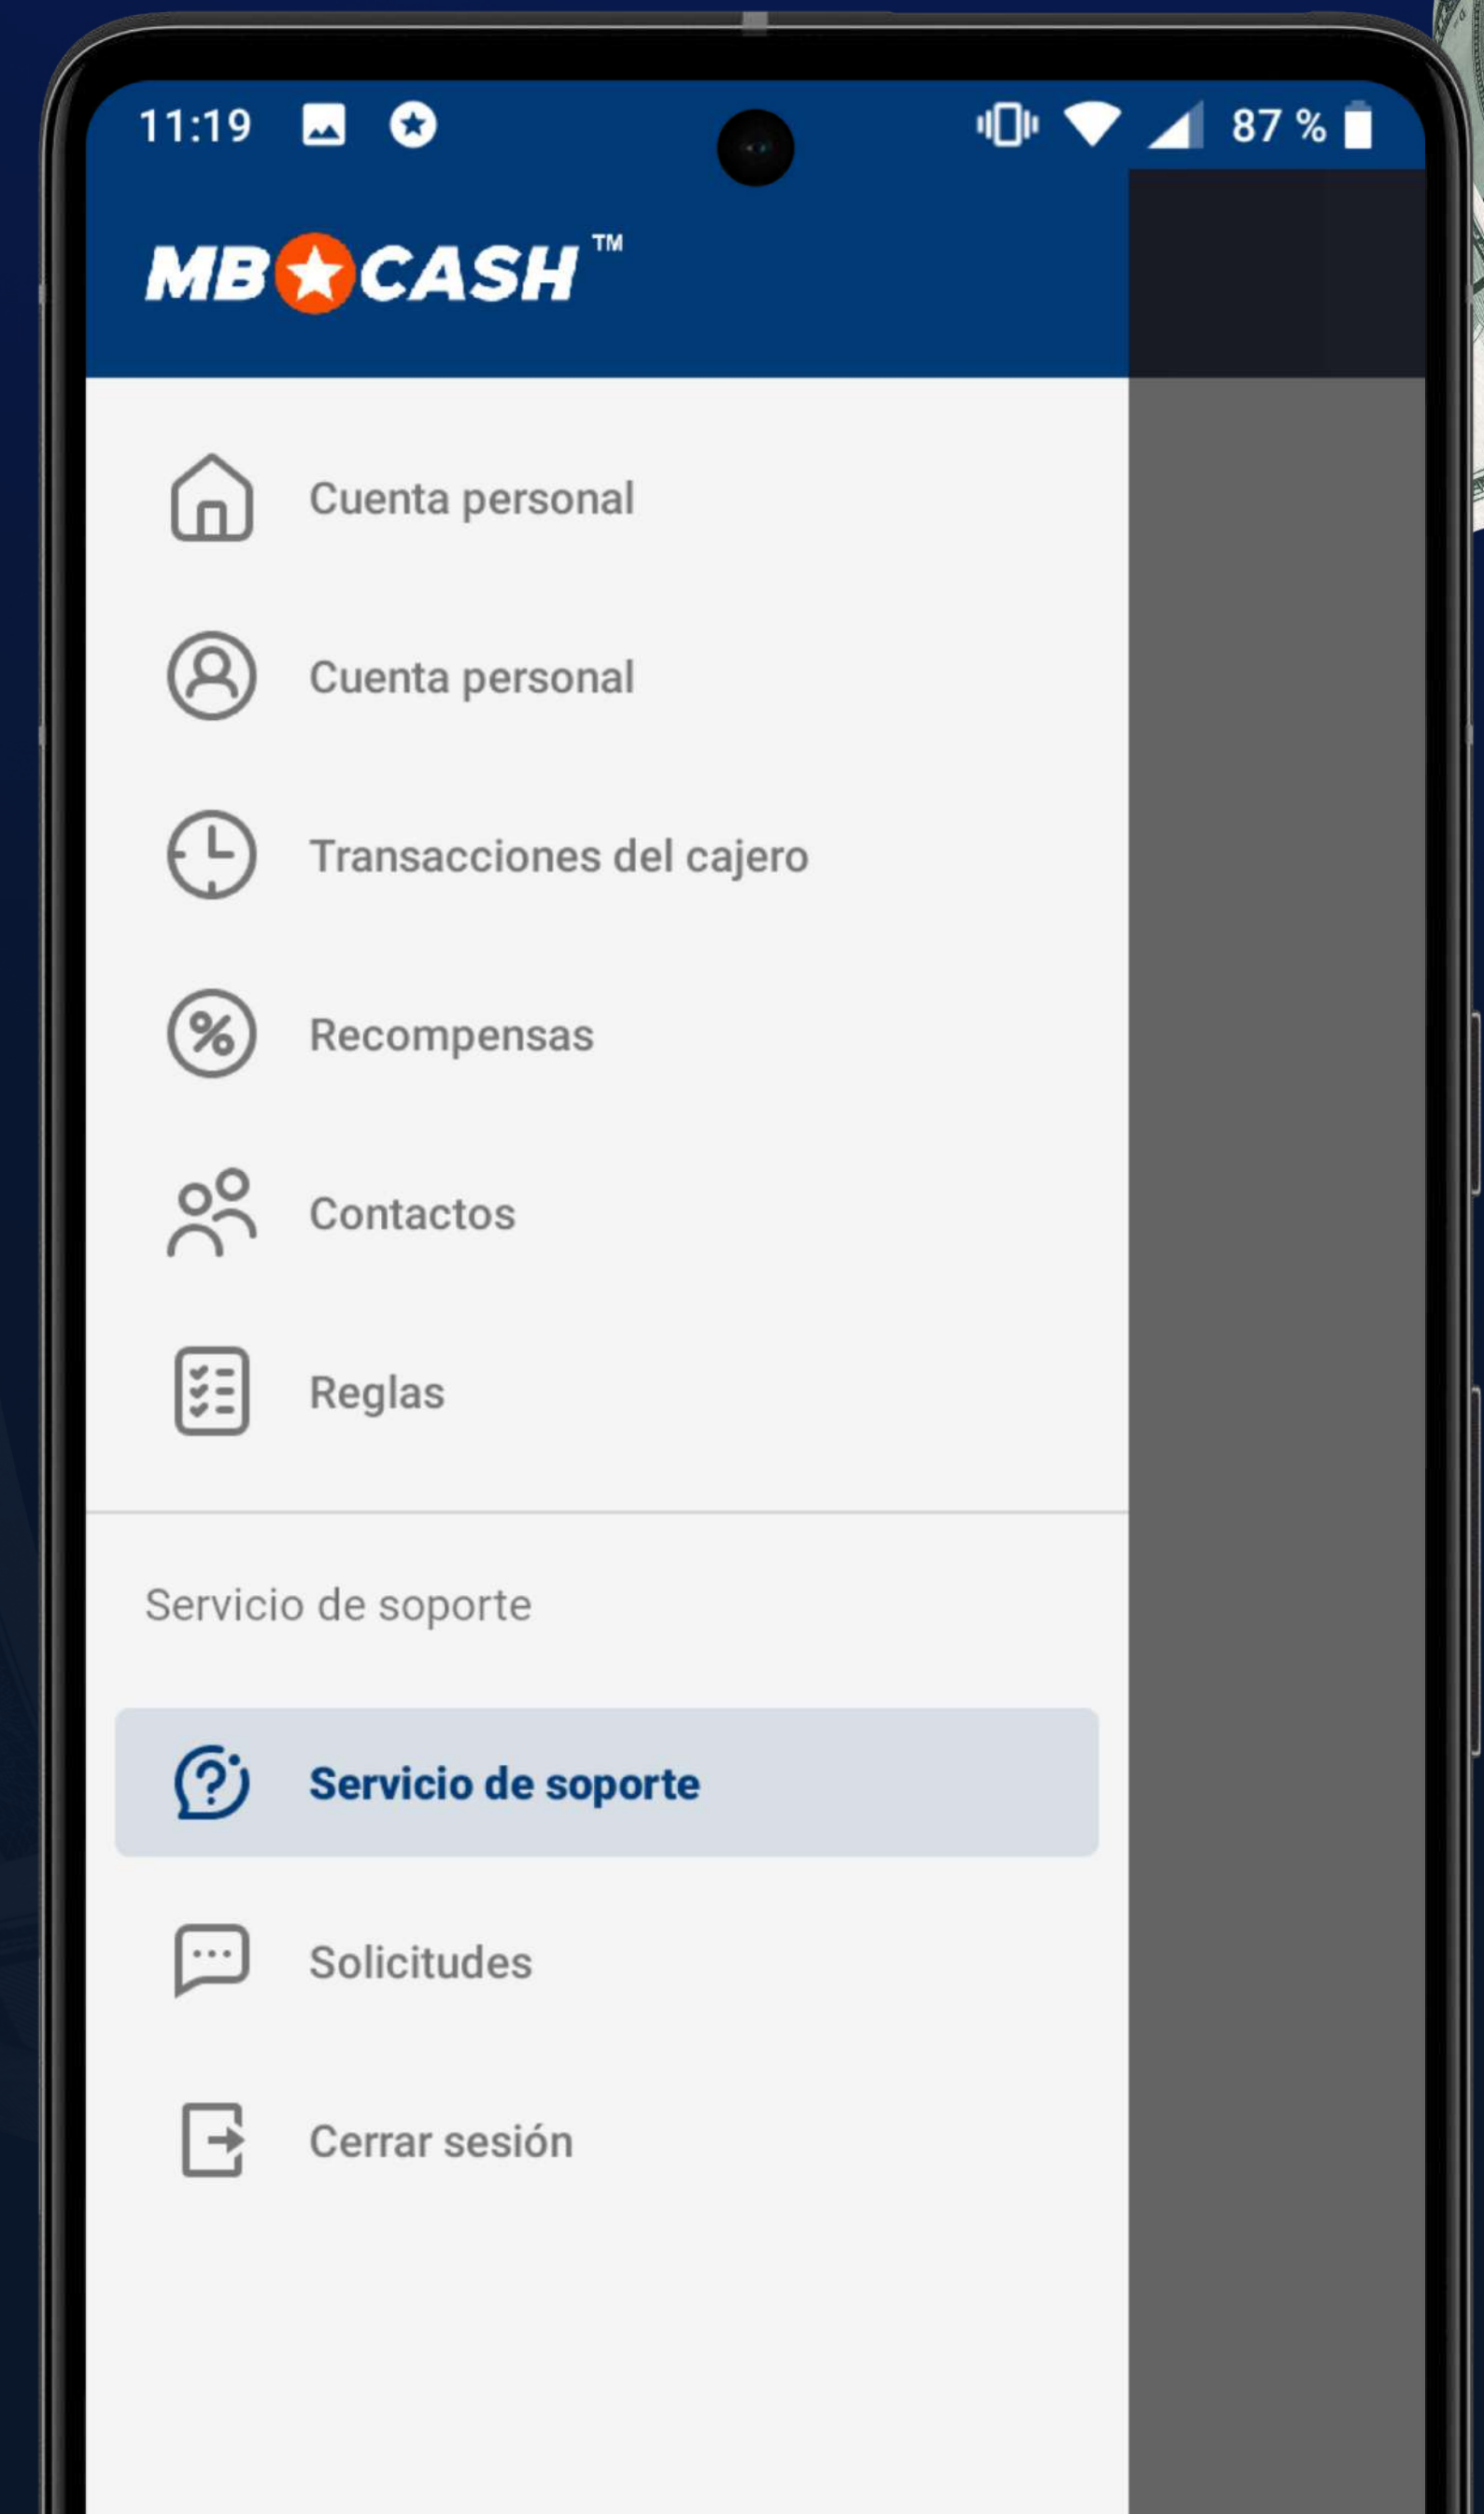 11:19
87 %
MB CASH™
Cuenta personal
Cuenta personal
Transacciones del cajero
Recompensas
Contactos
Reglas
Servicio de soporte
Servicio de soporte
Solicitudes
Cerrar sesión